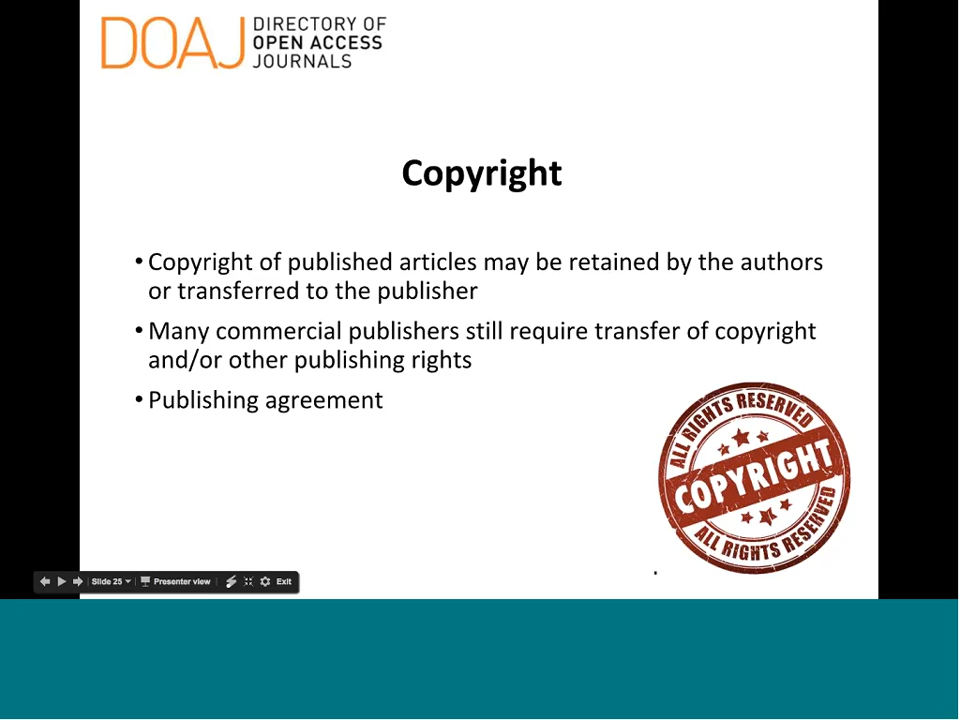 DOAJ DIRECTORY OF
OPEN ACCESS
JOURNALS
Copyright
• Copyright of published articles may be retained by the authors
or transferred to the publisher
• Many commercial publishers still require transfer of copyright
and/or other publishing rights
• Publishing agreement
ALL RIGHTS RESERVED
COPYRIGHT
ALL RIGHTS RESERVED
.
Slide 25 Presenter view Exit